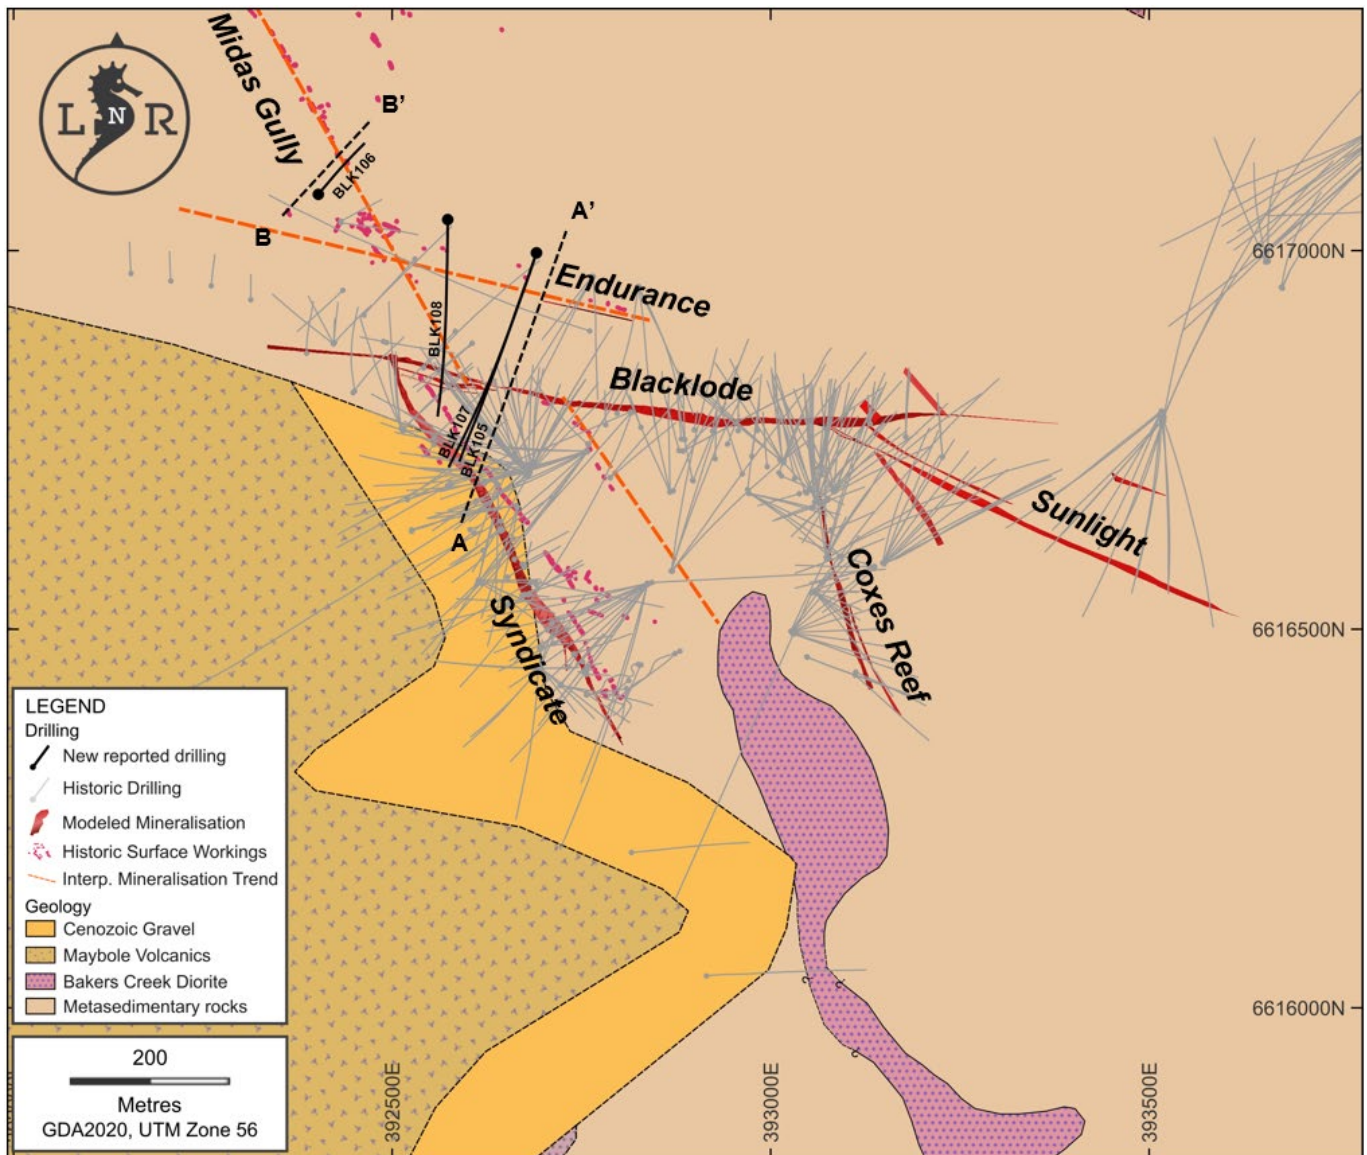 Midas Gully
L N R
B’
BLK106
B
A’
Endurance
6617000N
BLK108
Blacklode
BLK107
BLK105
A
Sunlight
Coxes Reef
Syndicate
6616500N
LEGEND
Drilling
New reported drilling
Historic Drilling
Modeled Mineralisation
Historic Surface Workings
Interp. Mineralisation Trend
Geology
Cenozoic Gravel
Maybole Volcanics
Bakers Creek Diorite
Metasedimentary rocks
6616000N
200
Metres
GDA2020, UTM Zone 56
392500E
393000E
393500E